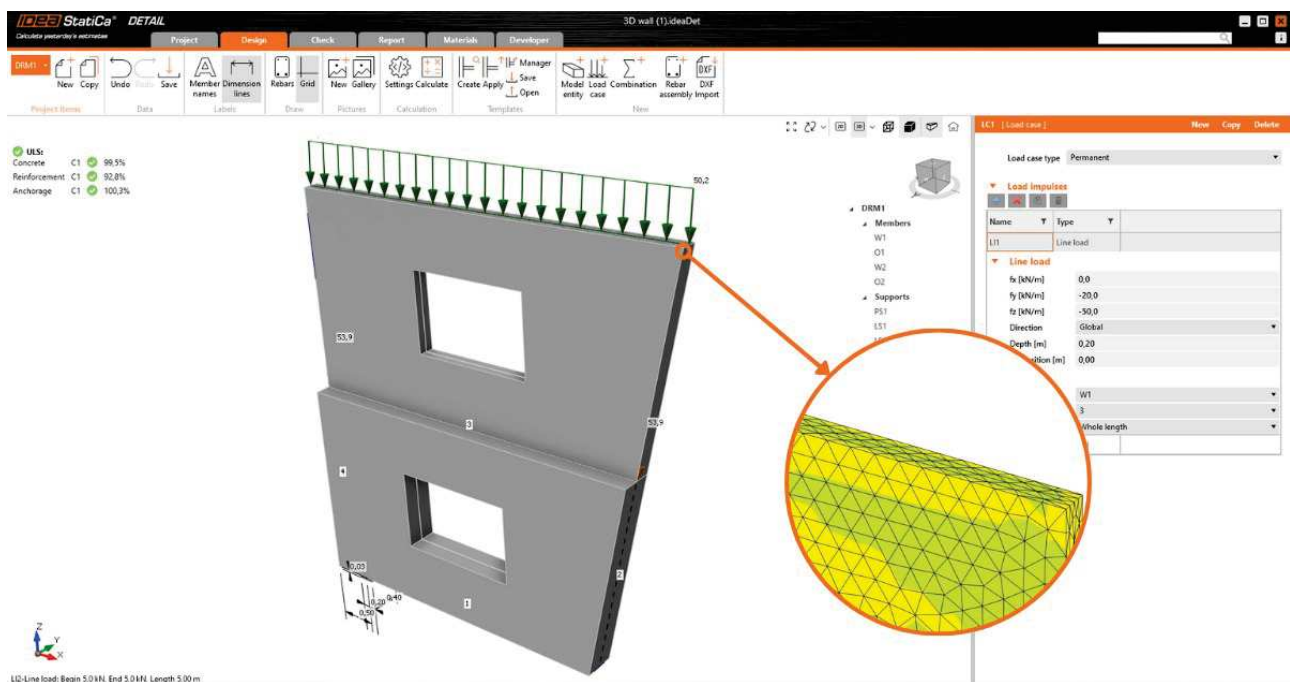 IDEA StatiCa® DETAIL
Calculate yesterday's estimates
3D wall (1).ideaDet
Project Design Check Report Materials Developer
DRM1
New Copy Undo Redo Save Member names Dimension lines Rebars Grid New Gallery Settings Calculate Create Apply Manager Save Open Model entity Load case Combination Rebar assembly DXF Import
Project items Data Labels Draw Pictures Calculation Templates New
ULS:
Concrete C1 99,5%
Reinforcement C1 92,8%
Anchorage C1 100,3%
50,2
53,9
3
53,9
4
2
1
0,03
0,20
0,40
0,50
Z
Y
X
LI2-Line load: Begin 5.0 kN, End 5.0 kN, Length 5.00 m
DRM1
Members
W1
O1
W2
O2
Supports
PS1
LS1
LC1 [Load case]
New Copy Delete
Load case type Permanent
Load impulses
Name Type
LI1 Line load
Line load
fx [kN/m] 0,0
fy [kN/m] -20,0
fz [kN/m] -50,0
Direction Global
Depth [m] 0,20
[m] 0,00
W1
3
Whole length